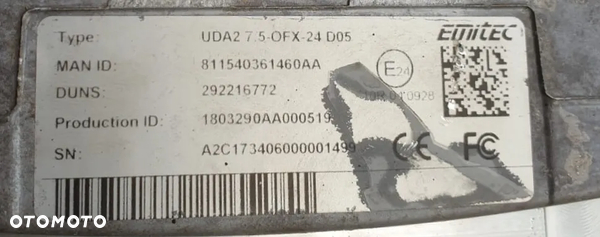 Type: UDA2 7.5-OFX-24 D05
EMITEC
MAN ID: 811540361460AA
E24
DUNS: 292216772
Production ID: 1803290AA000519
SN: A2C173406000001499
CE FC
OTOMOTO